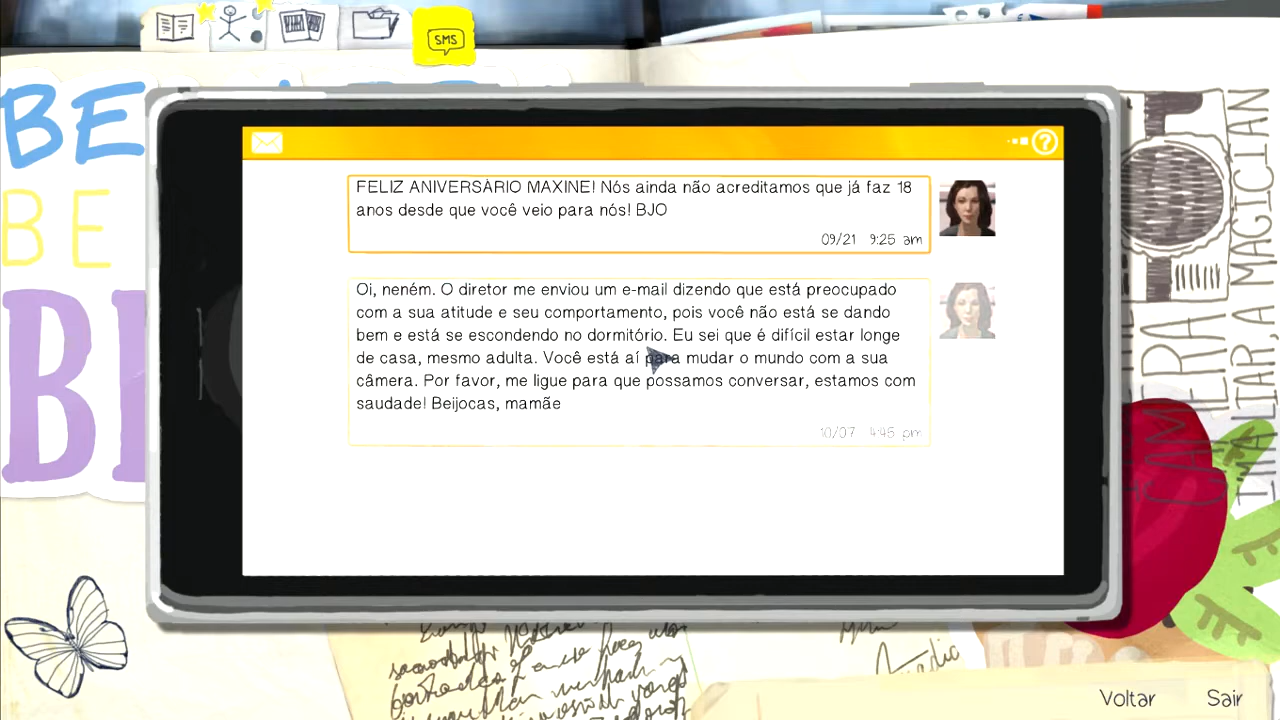 SMS
BE
BE
FELIZ ANIVERSÁRIO MAXINE! Nós ainda não acreditamos que já faz 18
anos desde que você veio para nós! BJO
09/21 9:25 am
Oi, neném. O diretor me enviou um e-mail dizendo que está preocupado
com a sua atitude e seu comportamento, pois você não está se dando
bem e está se escondendo no dormitório. Eu sei que é difícil estar longe
de casa, mesmo adulta. Você está aí para mudar o mundo com a sua
câmera. Por favor, me ligue para que possamos conversar, estamos com
saudade! Beijocas, mamãe
10/07 4:45 pm
CAMERA
MAGICIAN
Voltar
Sair